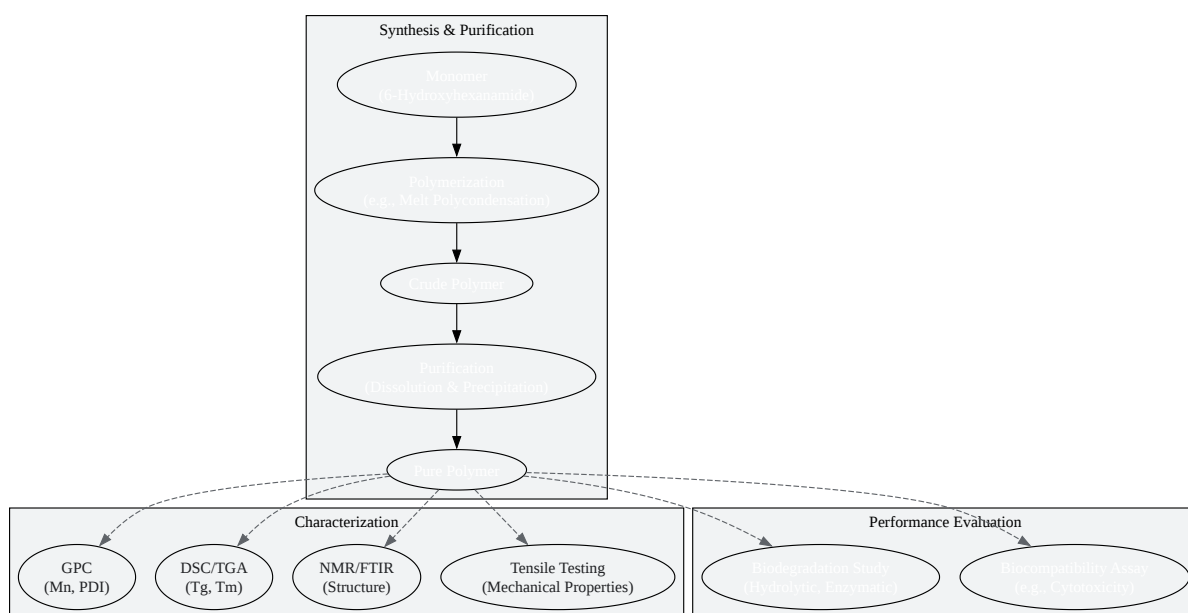 Synthesis & Purification
Monomer
(6-Hydroxyhexanamide)
Polymerization
(e.g., Melt Polycondensation)
Crude Polymer
Purification
(Dissolution & Precipitation)
Pure Polymer
Characterization
GPC
(Mn, PDI)
DSC/TGA
(Tg, Tm)
NMR/FTIR
(Structure)
Tensile Testing
(Mechanical Properties)
Performance Evaluation
Biodegradation Study
(Hydrolytic, Enzymatic)
Biocompatibility Assay
(e.g., Cytotoxicity)